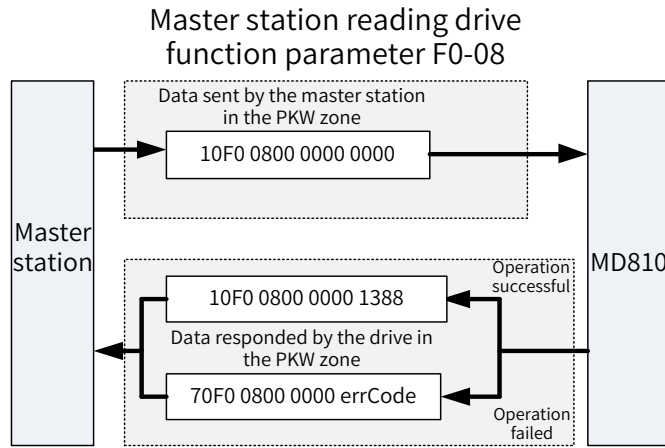 Master station reading drive
function parameter F0-08
Data sent by the master station
in the PKW zone
10F0 0800 0000 0000
Master
station
MD810
10F0 0800 0000 1388
Operation
successful
Data responded by the drive in
the PKW zone
70F0 0800 0000 errCode
Operation
failed